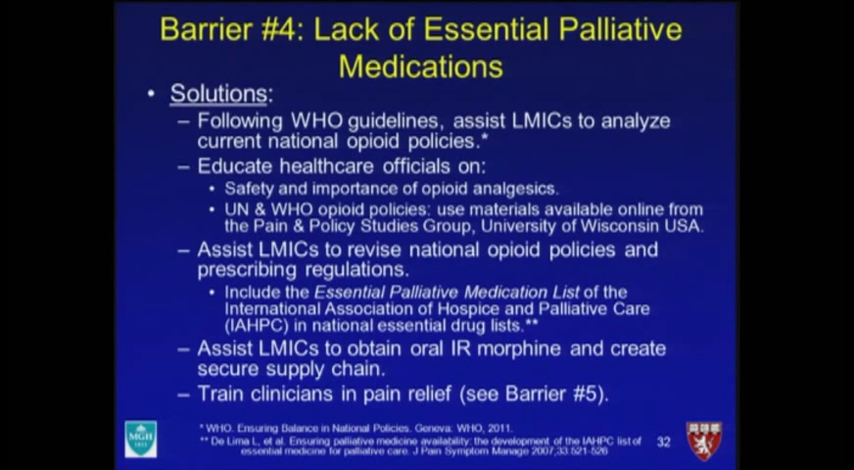 Barrier #4: Lack of Essential Palliative
Medications
• Solutions:
– Following WHO guidelines, assist LMICs to analyze
current national opioid policies.*
– Educate healthcare officials on:
• Safety and importance of opioid analgesics.
• UN & WHO opioid policies: use materials available online from
the Pain & Policy Studies Group, University of Wisconsin USA.
– Assist LMICs to revise national opioid policies and
prescribing regulations.
• Include the Essential Palliative Medication List of the
International Association of Hospice and Palliative Care
(IAHPC) in national essential drug lists.**
– Assist LMICs to obtain oral IR morphine and create
secure supply chain.
– Train clinicians in pain relief (see Barrier #5).
* WHO. Ensuring Balance in National Policies. Geneva: WHO, 2011.
** De Lima L, et al. Ensuring palliative medicine availability: the development of the IAHPC list of
essential medicine for palliative care. J Pain Symptom Manage 2007;33:521-526
32
MGH
1811